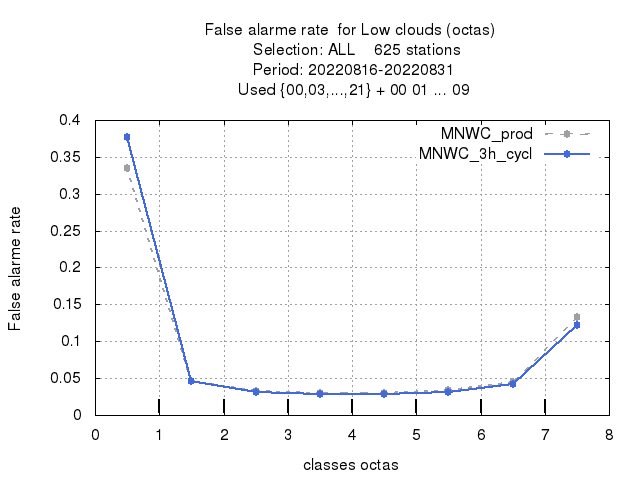 False alarme rate  for Low clouds (octas)
Selection: ALL    625 stations
Period: 20220816-20220831
Used {00,03,...,21} + 00 01 ... 09
MNWC_prod
MNWC_3h_cycl
0.4
0.35
0.3
0.25
0.2
0.15
0.1
0.05
0
False alarme rate
0 1 2 3 4 5 6 7 8
classes octas